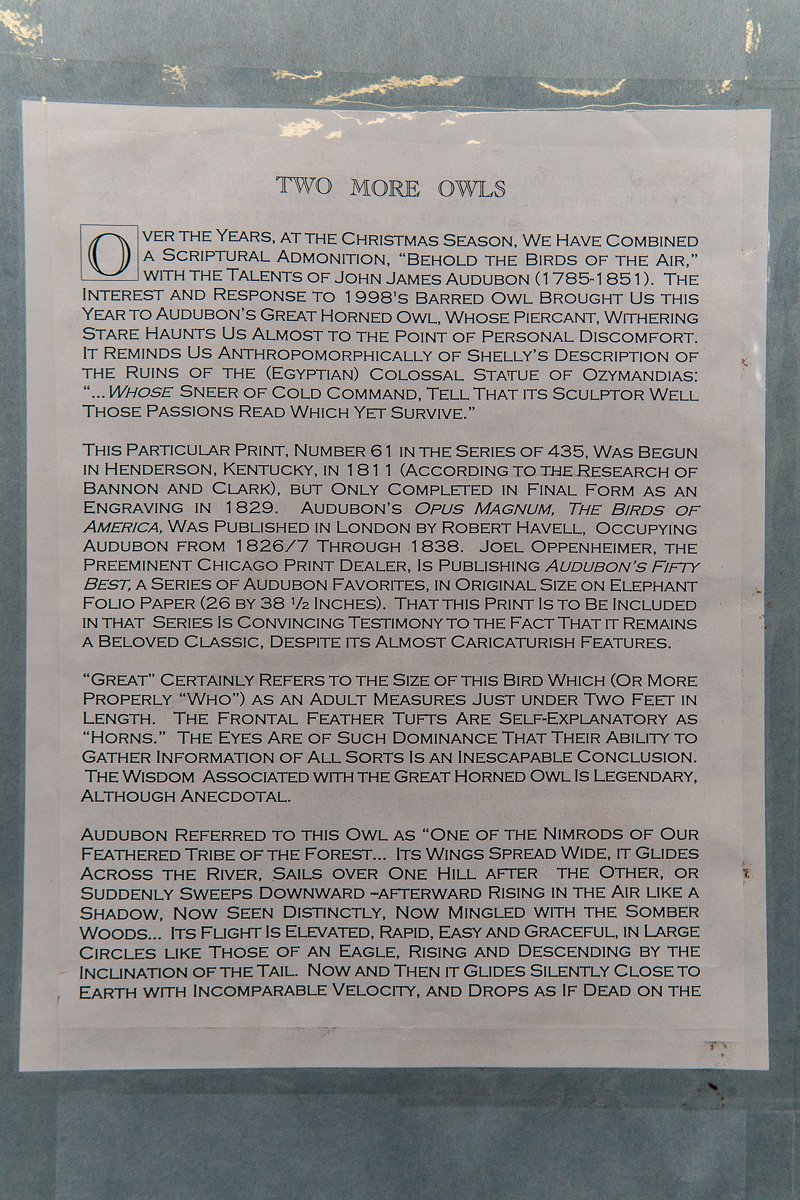 TWO MORE OWLS
OVER THE YEARS, AT THE CHRISTMAS SEASON, WE HAVE COMBINED
A SCRIPTURAL ADMONITION, “BEHOLD THE BIRDS OF THE AIR,”
WITH THE TALENTS OF JOHN JAMES AUDUBON (1785-1851). THE
INTEREST AND RESPONSE TO 1998'S BARRED OWL BROUGHT US THIS
YEAR TO AUDUBON'S GREAT HORNED OWL, WHOSE PIERCANT, WITHERING
STARE HAUNTS US ALMOST TO THE POINT OF PERSONAL DISCOMFORT.
IT REMINDS US ANTHROPOMORPHICALLY OF SHELLY'S DESCRIPTION OF
THE RUINS OF THE (EGYPTIAN) COLOSSAL STATUE OF OZYMANDIAS:
“...WHOSE SNEER OF COLD COMMAND, TELL THAT ITS SCULPTOR WELL
THOSE PASSIONS READ WHICH YET SURVIVE.”
THIS PARTICULAR PRINT, NUMBER 61 IN THE SERIES OF 435, WAS BEGUN
IN HENDERSON, KENTUCKY, IN 1811 (ACCORDING TO THE RESEARCH OF
BANNON AND CLARK), BUT ONLY COMPLETED IN FINAL FORM AS AN
ENGRAVING IN 1829. AUDUBON'S OPUS MAGNUM, THE BIRDS OF
AMERICA, WAS PUBLISHED IN LONDON BY ROBERT HAVELL, OCCUPYING
AUDUBON FROM 1826/7 THROUGH 1838. JOEL OPPENHEIMER, THE
PREEMINENT CHICAGO PRINT DEALER, IS PUBLISHING AUDUBON'S FIFTY
BEST, A SERIES OF AUDUBON FAVORITES, IN ORIGINAL SIZE ON ELEPHANT
FOLIO PAPER (26 BY 38 ½ INCHES). THAT THIS PRINT IS TO BE INCLUDED
IN THAT SERIES IS CONVINCING TESTIMONY TO THE FACT THAT IT REMAINS
A BELOVED CLASSIC, DESPITE ITS ALMOST CARICATURISH FEATURES.
“GREAT” CERTAINLY REFERS TO THE SIZE OF THIS BIRD WHICH (OR MORE
PROPERLY “WHO”) AS AN ADULT MEASURES JUST UNDER TWO FEET IN
LENGTH. THE FRONTAL FEATHER TUFTS ARE SELF-EXPLANATORY AS
“HORNS.” THE EYES ARE OF SUCH DOMINANCE THAT THEIR ABILITY TO
GATHER INFORMATION OF ALL SORTS IS AN INESCAPABLE CONCLUSION.
THE WISDOM ASSOCIATED WITH THE GREAT HORNED OWL IS LEGENDARY,
ALTHOUGH ANECDOTAL.
AUDUBON REFERRED TO THIS OWL AS “ONE OF THE NIMRODS OF OUR
FEATHERED TRIBE OF THE FOREST... ITS WINGS SPREAD WIDE, IT GLIDES
ACROSS THE RIVER, SAILS OVER ONE HILL AFTER THE OTHER, OR
SUDDENLY SWEEPS DOWNWARD --AFTERWARD RISING IN THE AIR LIKE A
SHADOW, NOW SEEN DISTINCTLY, NOW MINGLED WITH THE SOMBER
WOODS... ITS FLIGHT IS ELEVATED, RAPID, EASY AND GRACEFUL, IN LARGE
CIRCLES LIKE THOSE OF AN EAGLE, RISING AND DESCENDING BY THE
INCLINATION OF THE TAIL. NOW AND THEN IT GLIDES SILENTLY CLOSE TO
EARTH WITH INCOMPARABLE VELOCITY, AND DROPS AS IF DEAD ON THE